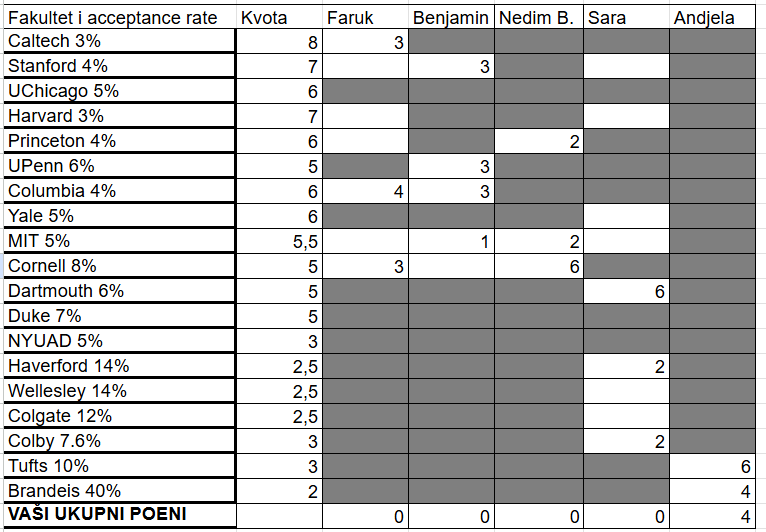 Fakultet i acceptance rate Kvota Faruk Benjamin Nedim B. Sara Andjela
Caltech 3% 8 3
Stanford 4% 7 3
UChicago 5% 6
Harvard 3% 7
Princeton 4% 6 2
UPenn 6% 5 3
Columbia 4% 6 4 3
Yale 5% 6
MIT 5% 5,5 1 2
Cornell 8% 5 3 6
Dartmouth 6% 5 6
Duke 7% 5
NYUAD 5% 3
Haverford 14% 2,5 2
Wellesley 14% 2,5
Colgate 12% 2,5
Colby 7.6% 3 2
Tufts 10% 3 6
Brandeis 40% 2 4
VAŠI UKUPNI POENI 0 0 0 0 4